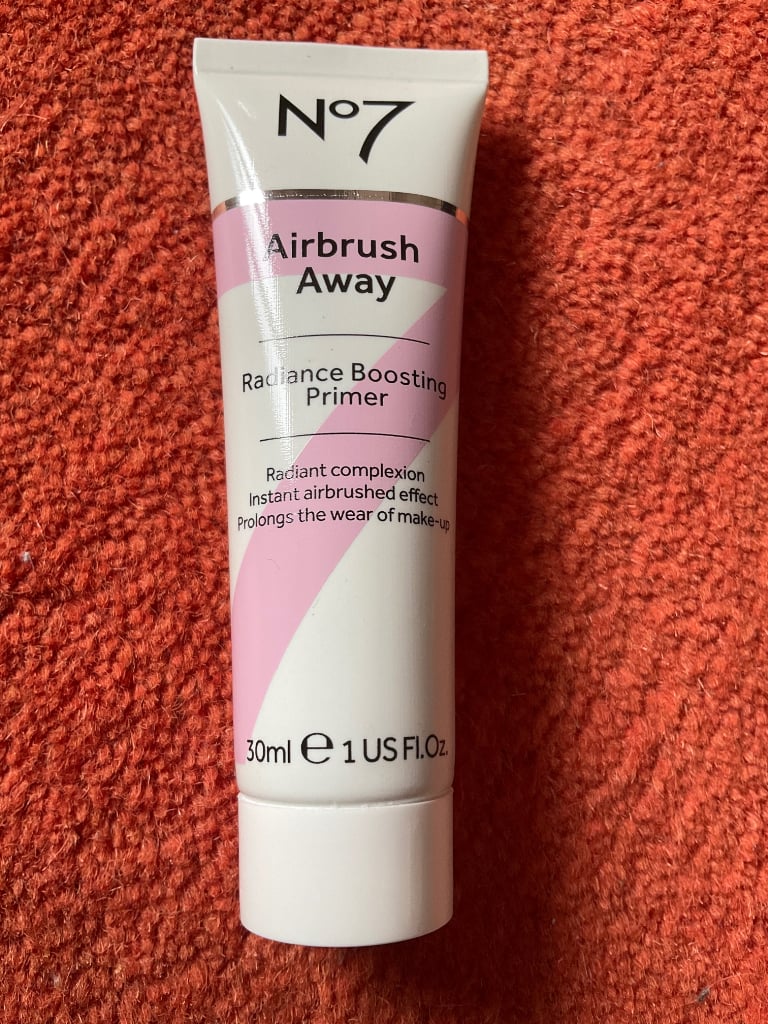 Nº7
Airbrush
Away
Radiance Boosting
Primer
Radiant complexion
Instant airbrushed effect
Prolongs the wear of make-up
30ml ℮ 1 US Fl.Oz.